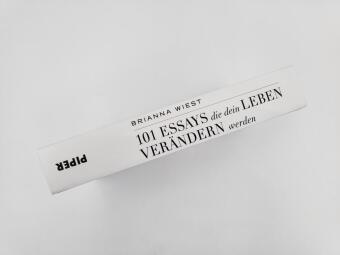 BRIANNA WIEST
101 ESSAYS die dein LEBEN
VERÄNDERN werden
PIPER